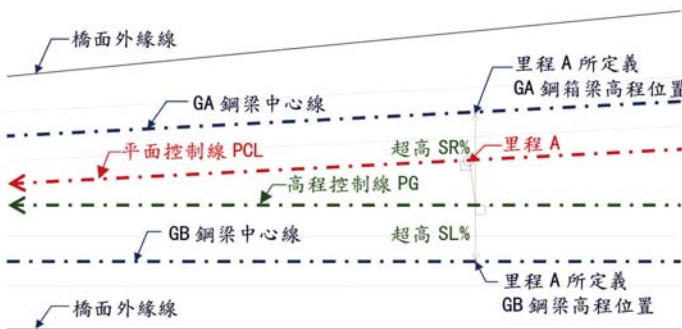 橋面外緣線
里程 A 所定義
GA 鋼箱梁高程位置
GA 鋼梁中心線
平面控制線 PCL
超高 SR%
里程 A
高程控制線 PG
GB 鋼梁中心線
超高 SL%
里程 A 所定義
GB 鋼梁高程位置
橋面外緣線